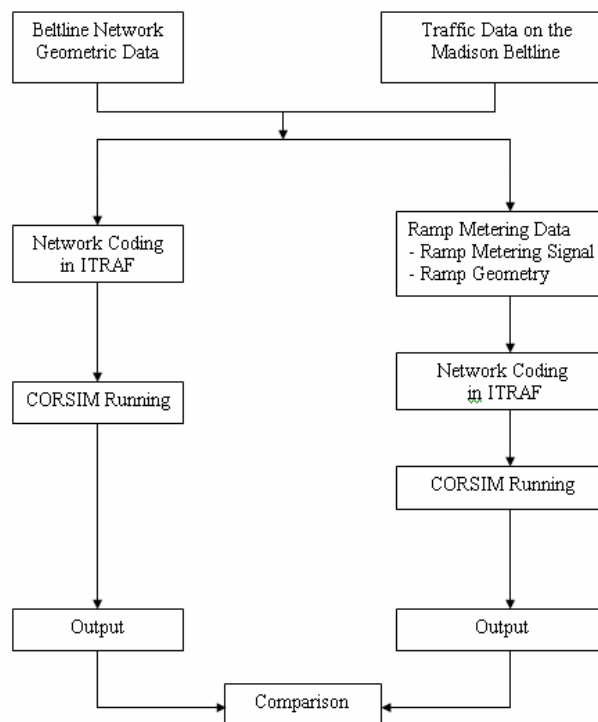 Beltline Network
Geometric Data
Traffic Data on the
Madison Beltline
Network Coding
in ITRAF
Ramp Metering Data
- Ramp Metering Signal
- Ramp Geometry
Network Coding
in ITRAF
CORSIM Running
CORSIM Running
Output
Output
Comparison